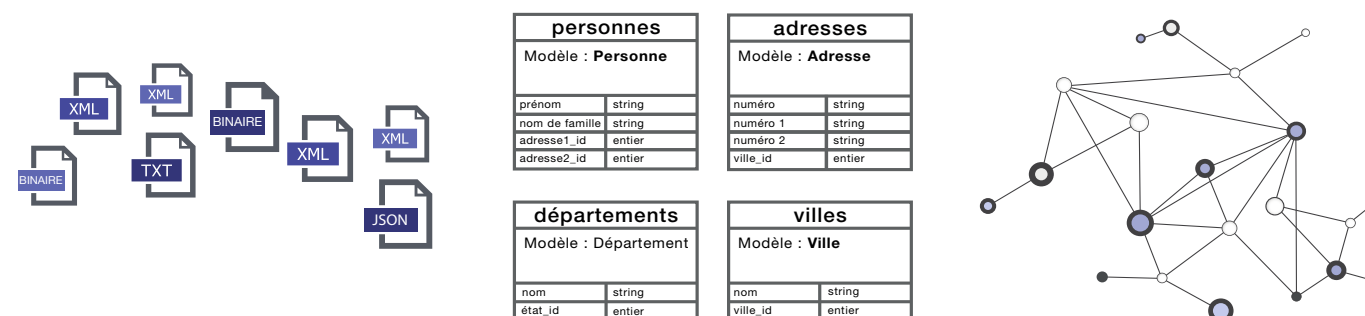 XML
XML
BINAIRE
XML
XML
BINAIRE
TXT
JSON
personnes
Modèle : Personne
prénom string
nom de famille string
adresse1_id entier
adresse2_id entier
adresses
Modèle : Adresse
numéro string
numéro 1 string
numéro 2 string
ville_id entier
départements
Modèle : Département
nom string
état_id entier
villes
Modèle : Ville
nom string
ville_id entier